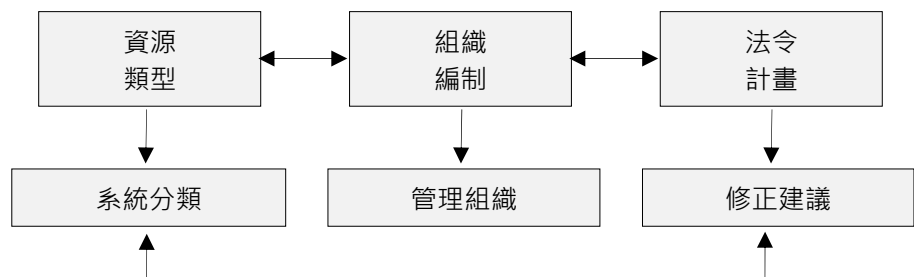 資源
類型
組織
編制
法令
計畫
系統分類
管理組織
修正建議